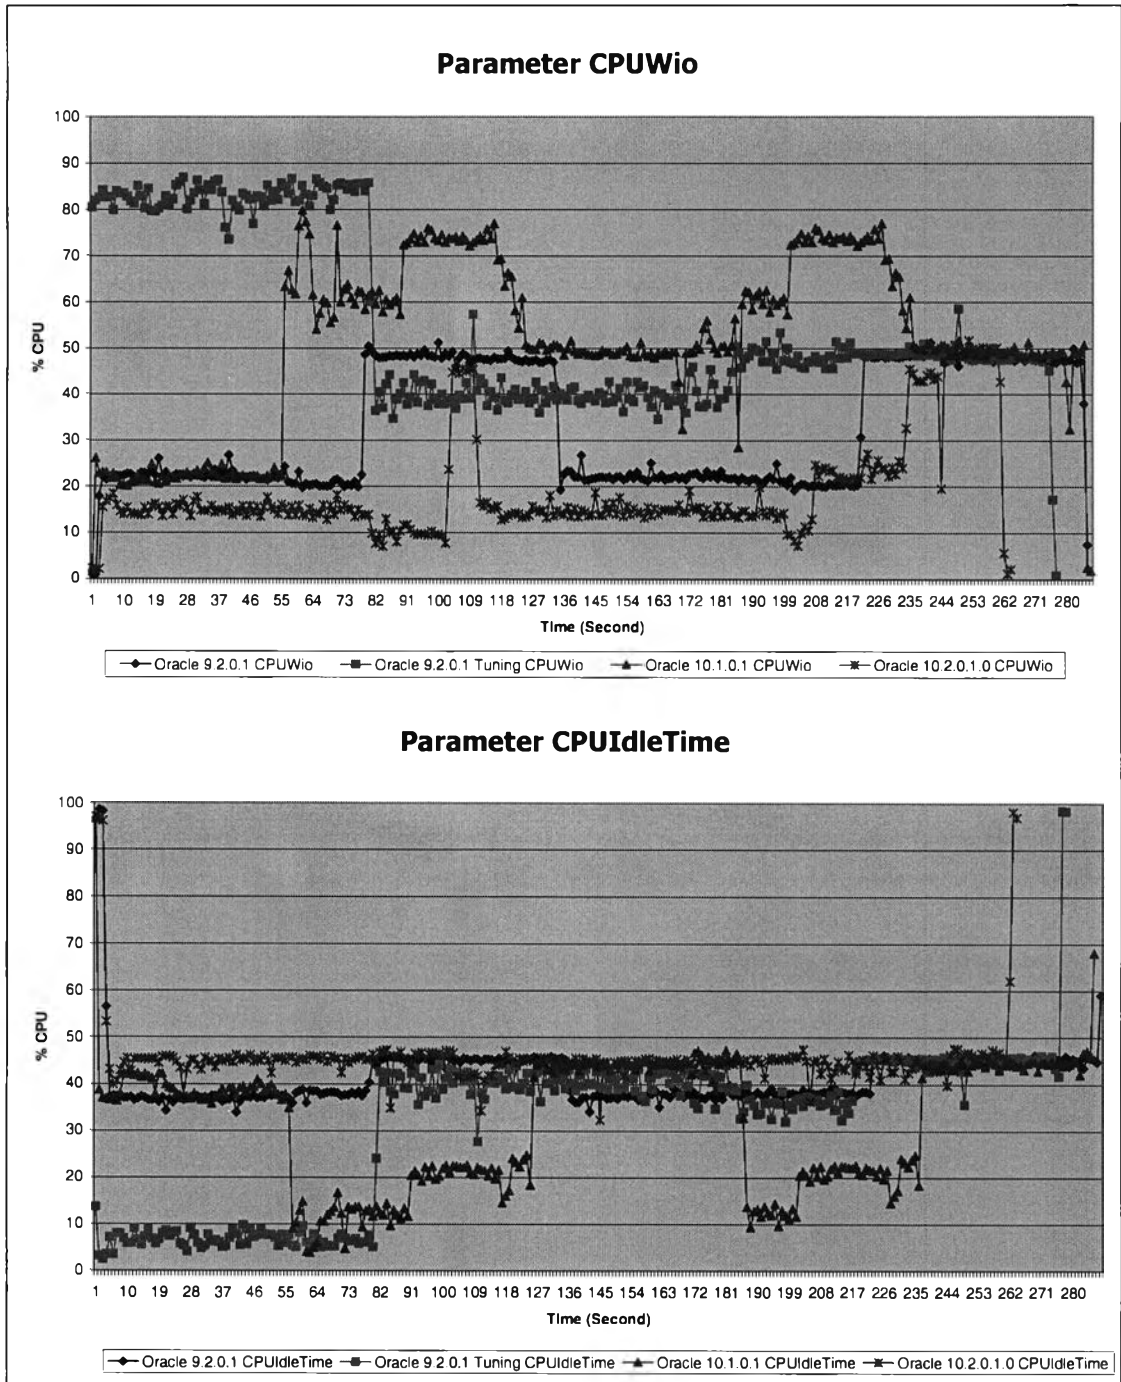 Parameter CPUWio
100
90
80
70
60
50
40
30
20
10
0
% CPU
1 10 19 28 37 46 55 64 73 82 91 100 109 118 127 136 145 154 163 172 181 190 199 208 217 226 235 244 253 262 271 280
Time (Second)
Oracle 9.2.0.1 CPUWio Oracle 9.2.0.1 Tuning CPUWio Oracle 10.1.0.1 CPUWio Oracle 10.2.0.1.0 CPUWio
Parameter CPUIdleTime
100
90
80
70
60
50
40
30
20
10
0
% CPU
1 10 19 28 37 46 55 64 73 82 91 100 109 118 127 136 145 154 163 172 181 190 199 208 217 226 235 244 253 262 271 280
Time (Second)
Oracle 9.2.0.1 CPUIdleTime Oracle 9.2.0.1 Tuning CPUIdleTime Oracle 10.1.0.1 CPUIdleTime Oracle 10.2.0.1.0 CPUIdleTime